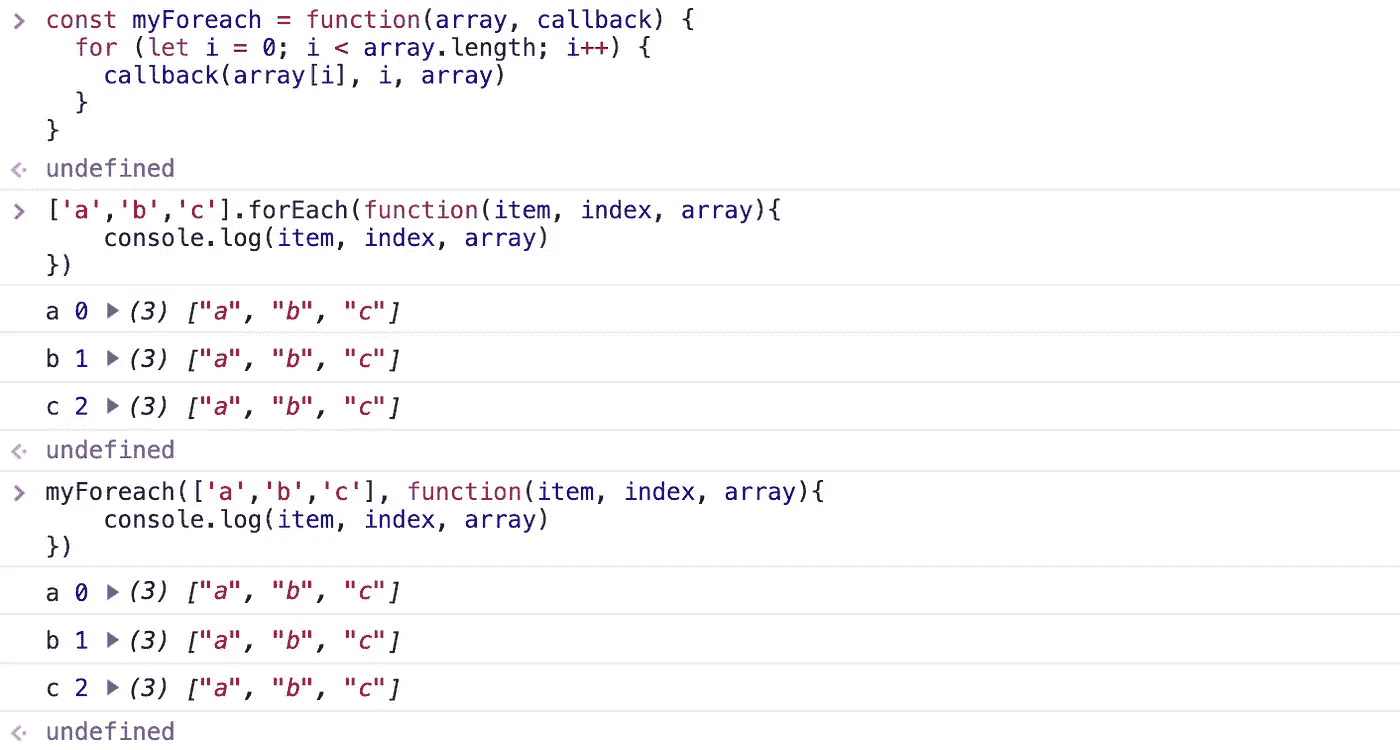 > const myForeach = function(array, callback) {
  for (let i = 0; i < array.length; i++) {
    callback(array[i], i, array)
  }
}
<· undefined
> ['a','b','c'].forEach(function(item, index, array){
    console.log(item, index, array)
})
a 0 ▶ (3) ["a", "b", "c"]
b 1 ▶ (3) ["a", "b", "c"]
c 2 ▶ (3) ["a", "b", "c"]
<· undefined
> myForeach(['a','b','c'], function(item, index, array){
    console.log(item, index, array)
})
a 0 ▶ (3) ["a", "b", "c"]
b 1 ▶ (3) ["a", "b", "c"]
c 2 ▶ (3) ["a", "b", "c"]
<· undefined